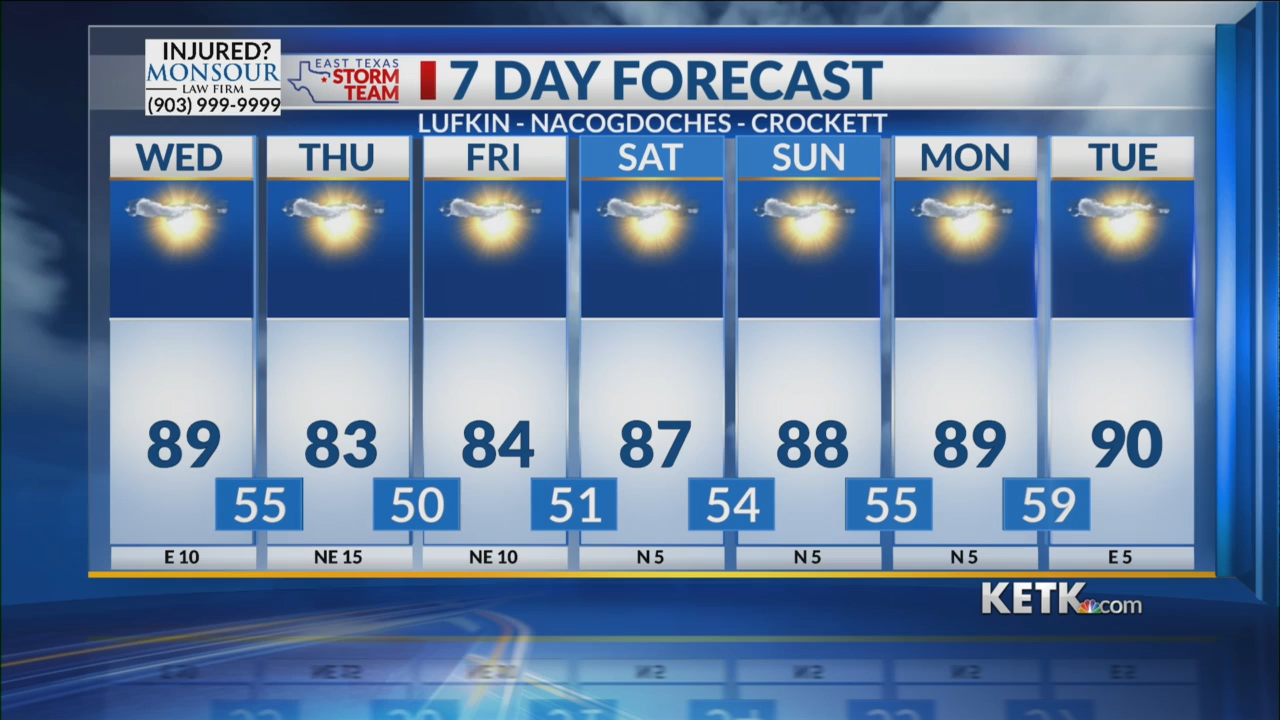 INJURED?
MONSOUR
LAW FIRM
(903) 999-9999
EAST TEXAS
STORM
TEAM
7 DAY FORECAST
LUFKIN - NACOGDOCHES - CROCKETT
WED THU FRI SAT SUN MON TUE
89 83 84 87 88 89 90
55 50 51 54 55 59
E 10 NE 15 NE 10 N 5 N 5 N 5 E 5
KETK.com